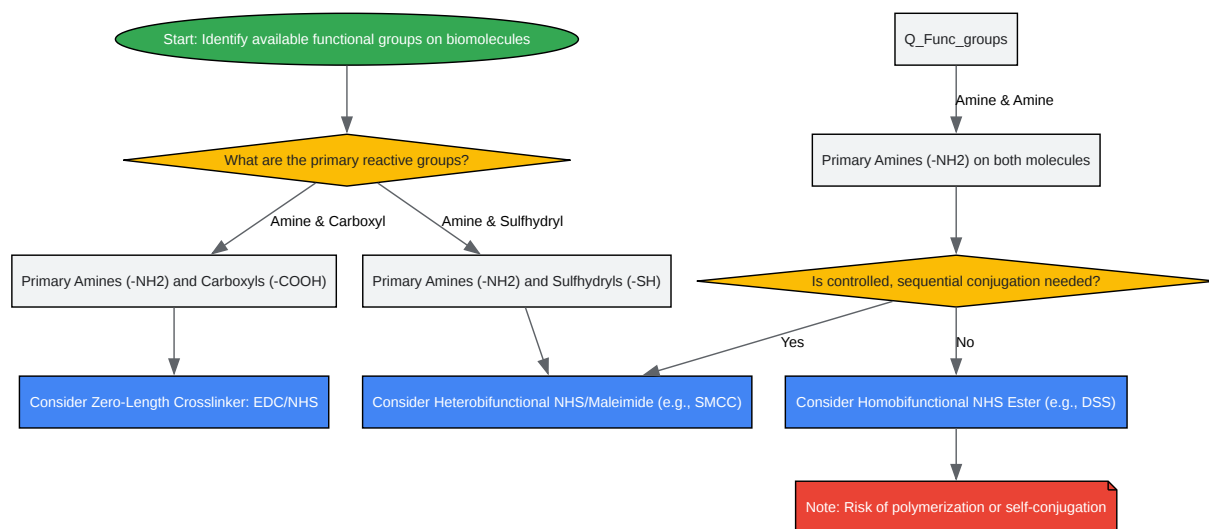 Start: Identify available functional groups on biomolecules
Q_Func_groups
Amine & Amine
What are the primary reactive groups?
Primary Amines (-NH2) on both molecules
Amine & Carboxyl
Amine & Sulfhydryl
Primary Amines (-NH2) and Carboxyls (-COOH)
Primary Amines (-NH2) and Sulfhydryls (-SH)
Is controlled, sequential conjugation needed?
Yes
No
Consider Zero-Length Crosslinker: EDC/NHS
Consider Heterobifunctional NHS/Maleimide (e.g., SMCC)
Consider Homobifunctional NHS Ester (e.g., DSS)
Note: Risk of polymerization or self-conjugation